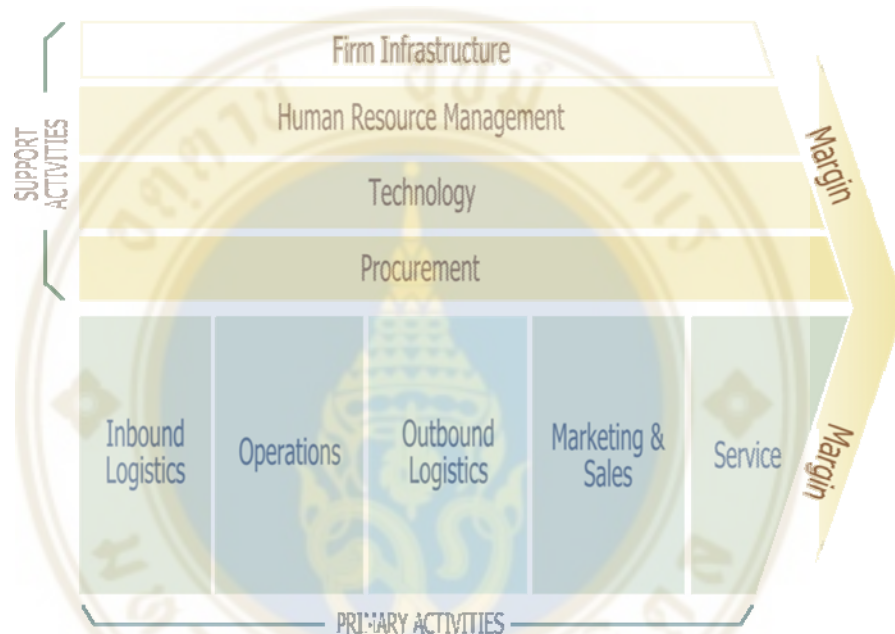 Firm Infrastructure
Human Resource Management
Technology
Procurement
SUPPORT
ACTIVITIES
Margin
Inbound
Logistics
Operations
Outbound
Logistics
Marketing &
Sales
Service
Margin
PRIMARY ACTIVITIES